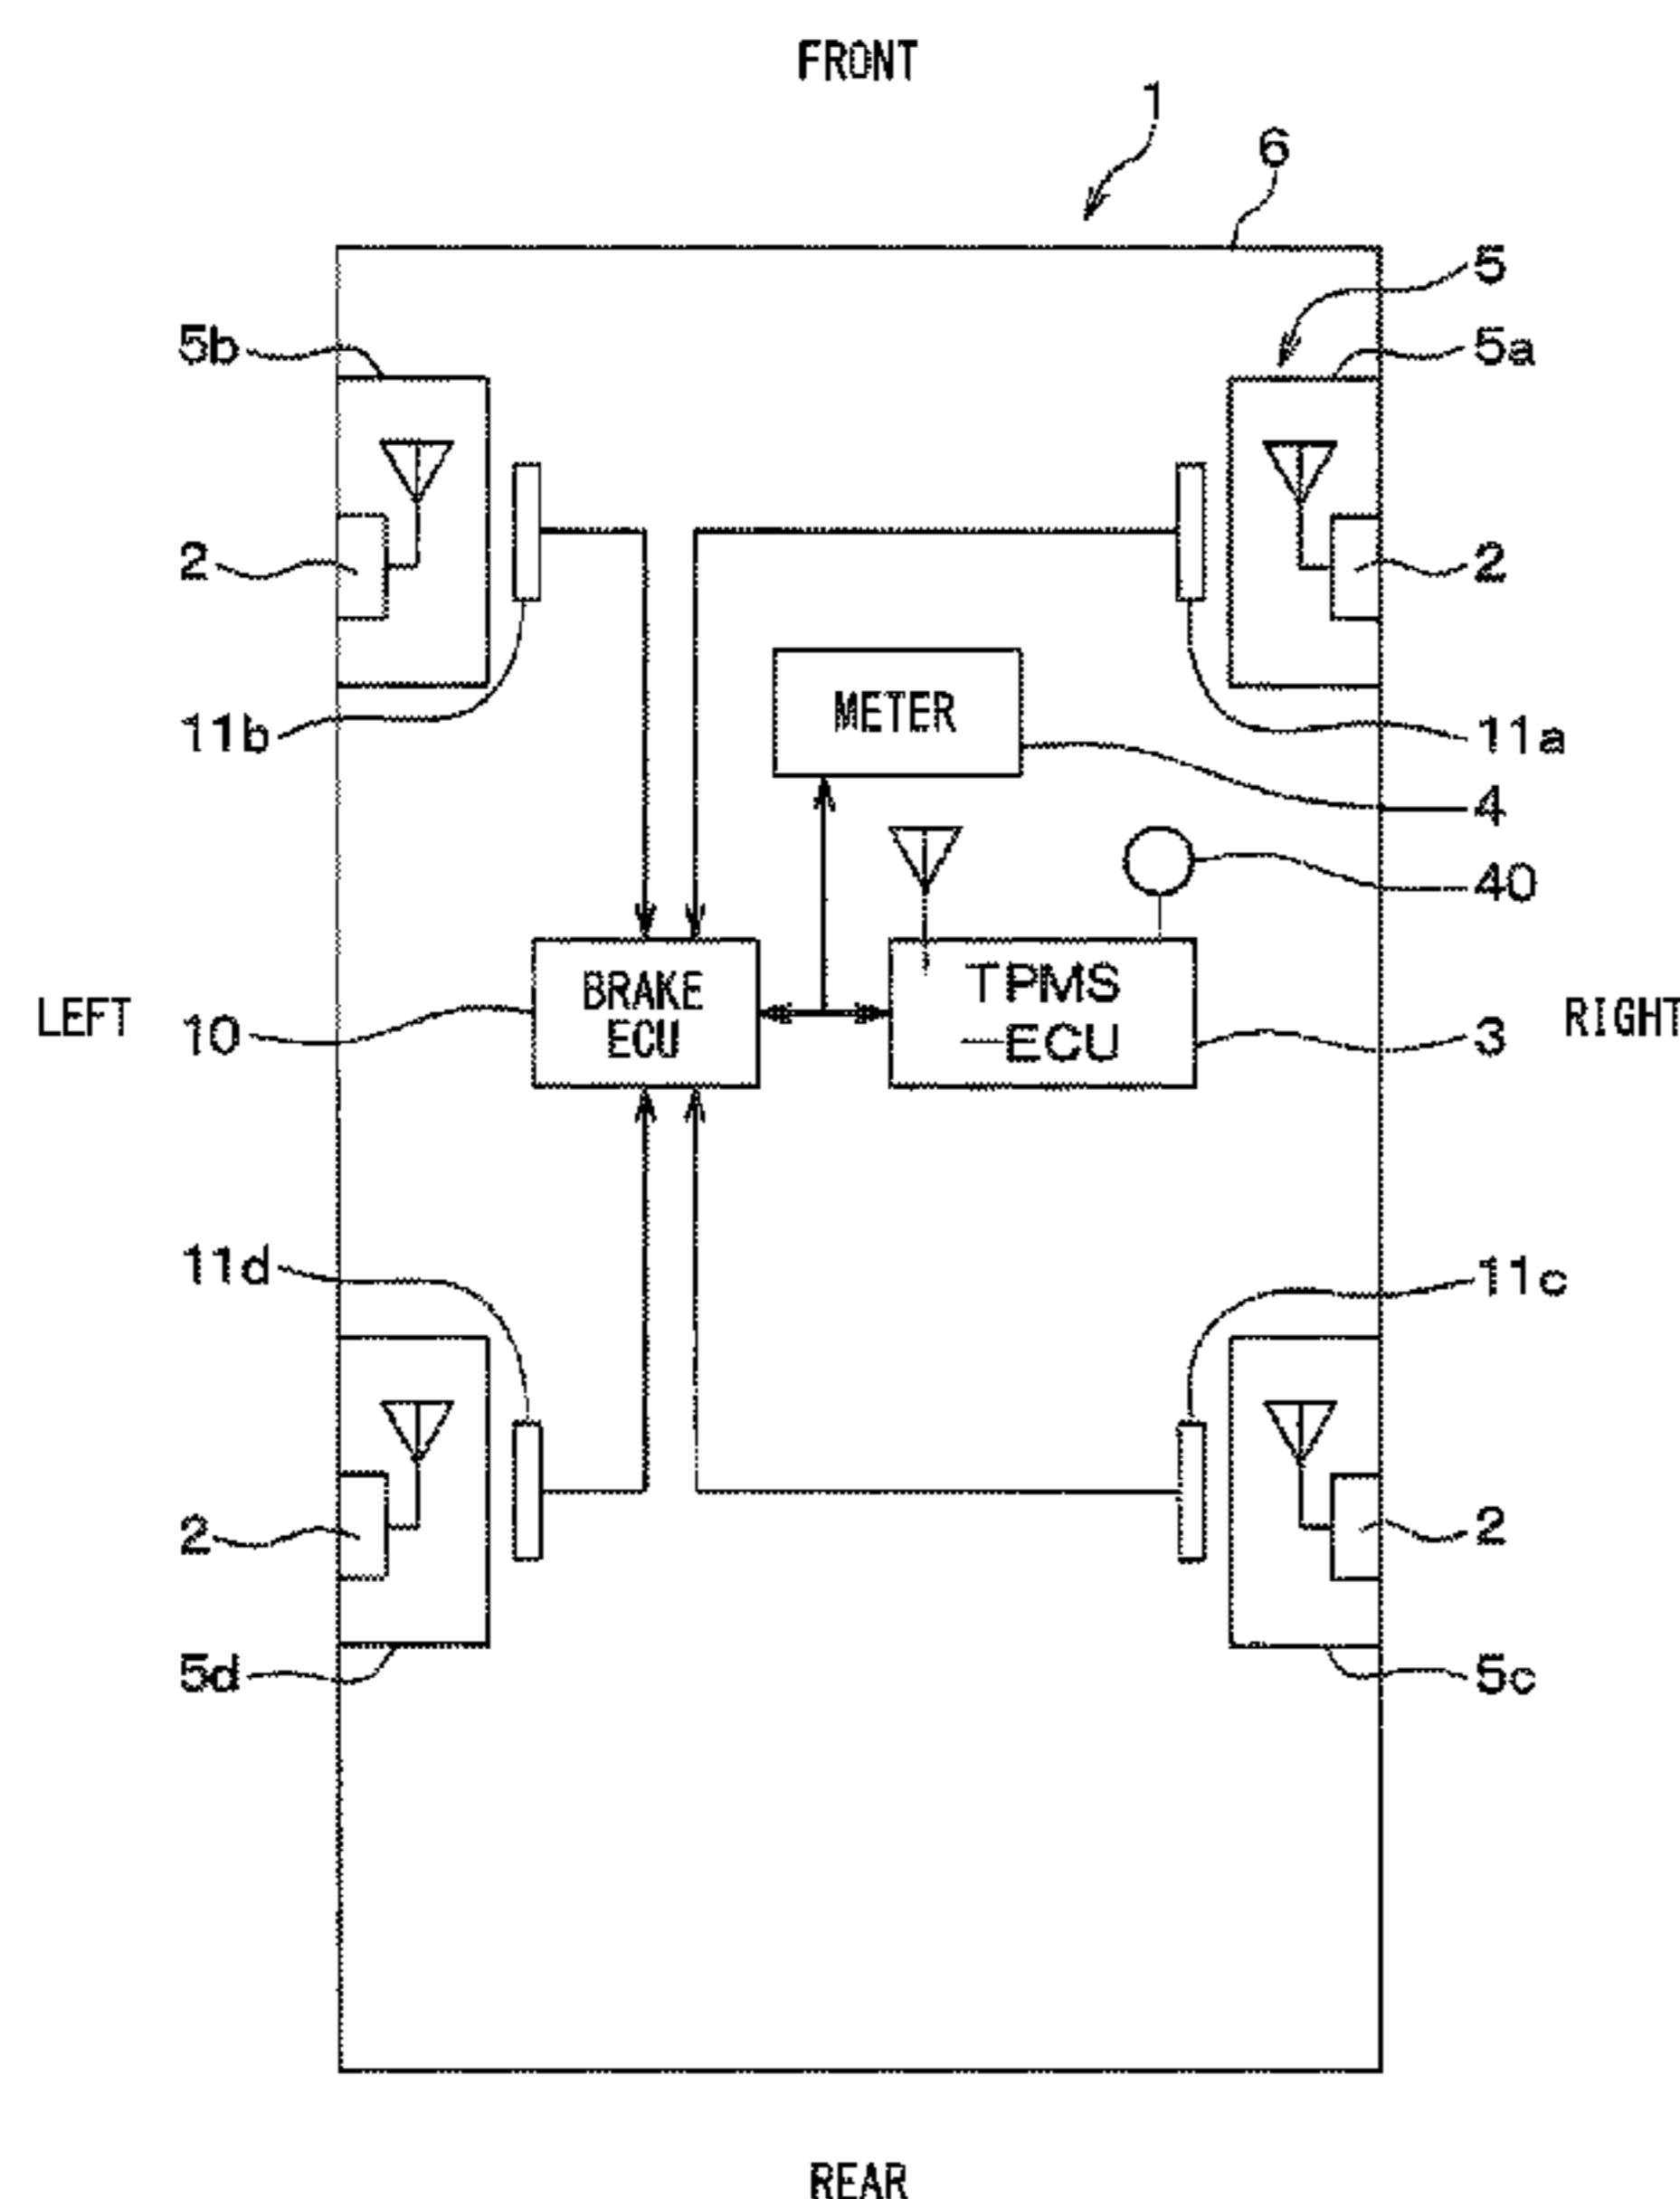 FRONT
1
6
5
5b
5a
2
2
METER
11b
11a
4
40
BRAKE
ECU
TPMS
—ECU
LEFT
RIGHT
10
3
11d
11c
2
2
5d
5c
REAR